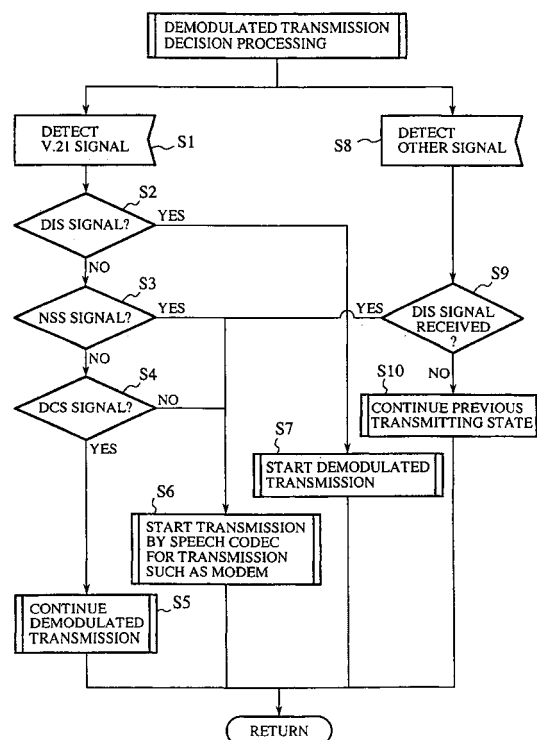 DEMODULATED TRANSMISSION
DECISION PROCESSING
DETECT
V.21 SIGNAL
S1
DETECT
OTHER SIGNAL
S8
S2
DIS SIGNAL?
YES
NO
S3
NSS SIGNAL?
YES
NO
S9
DIS SIGNAL
RECEIVED
?
YES
NO
S4
DCS SIGNAL?
NO
YES
S10
CONTINUE PREVIOUS
TRANSMITTING STATE
S7
START DEMODULATED
TRANSMISSION
S6
START TRANSMISSION
BY SPEECH CODEC
FOR TRANSMISSION
SUCH AS MODEM
CONTINUE
DEMODULATED
TRANSMISSION
S5
RETURN